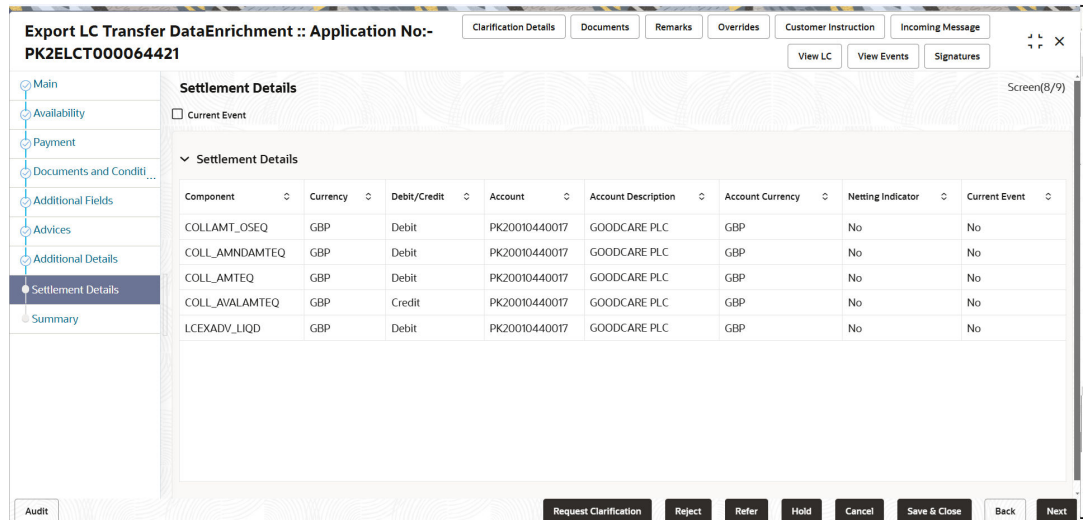 Export LC Transfer DataEnrichment :: Application No:-
PK2ELCT000064421
Clarification Details Documents Remarks Overrides Customer Instruction Incoming Message
View LC View Events Signatures
Main
Availability
Payment
Documents and Conditi...
Additional Fields
Advices
Additional Details
Settlement Details
Summary
Settlement Details
Screen(8/9)
Current Event
Settlement Details
Component Currency Debit/Credit Account Account Description Account Currency Netting Indicator Current Event
COLLAMT_OSEQ GBP Debit PK20010440017 GOODCARE PLC GBP No No
COLL_AMNDAMTEQ GBP Debit PK20010440017 GOODCARE PLC GBP No No
COLL_AMTEQ GBP Debit PK20010440017 GOODCARE PLC GBP No No
COLL_AVALAMTEQ GBP Credit PK20010440017 GOODCARE PLC GBP No No
LCEXADV_LIQD GBP Debit PK20010440017 GOODCARE PLC GBP No No
Audit Request Clarification Reject Refer Hold Cancel Save & Close Back Next